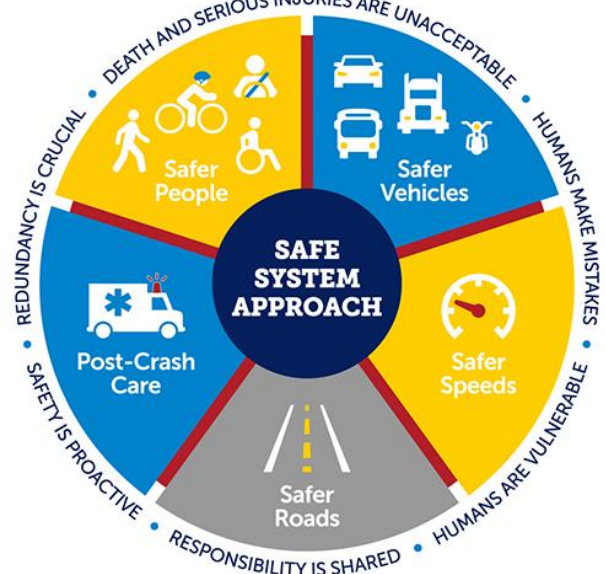 DEATH AND SERIOUS INJURIES ARE UNACCEPTABLE
HUMANS MAKE MISTAKES
HUMANS ARE VULNERABLE
RESPONSIBILITY IS SHARED
SAFETY IS PROACTIVE
REDUNDANCY IS CRUCIAL
Safer
People
Safer
Vehicles
SAFE
SYSTEM
APPROACH
Post-Crash
Care
Safer
Speeds
Safer
Roads